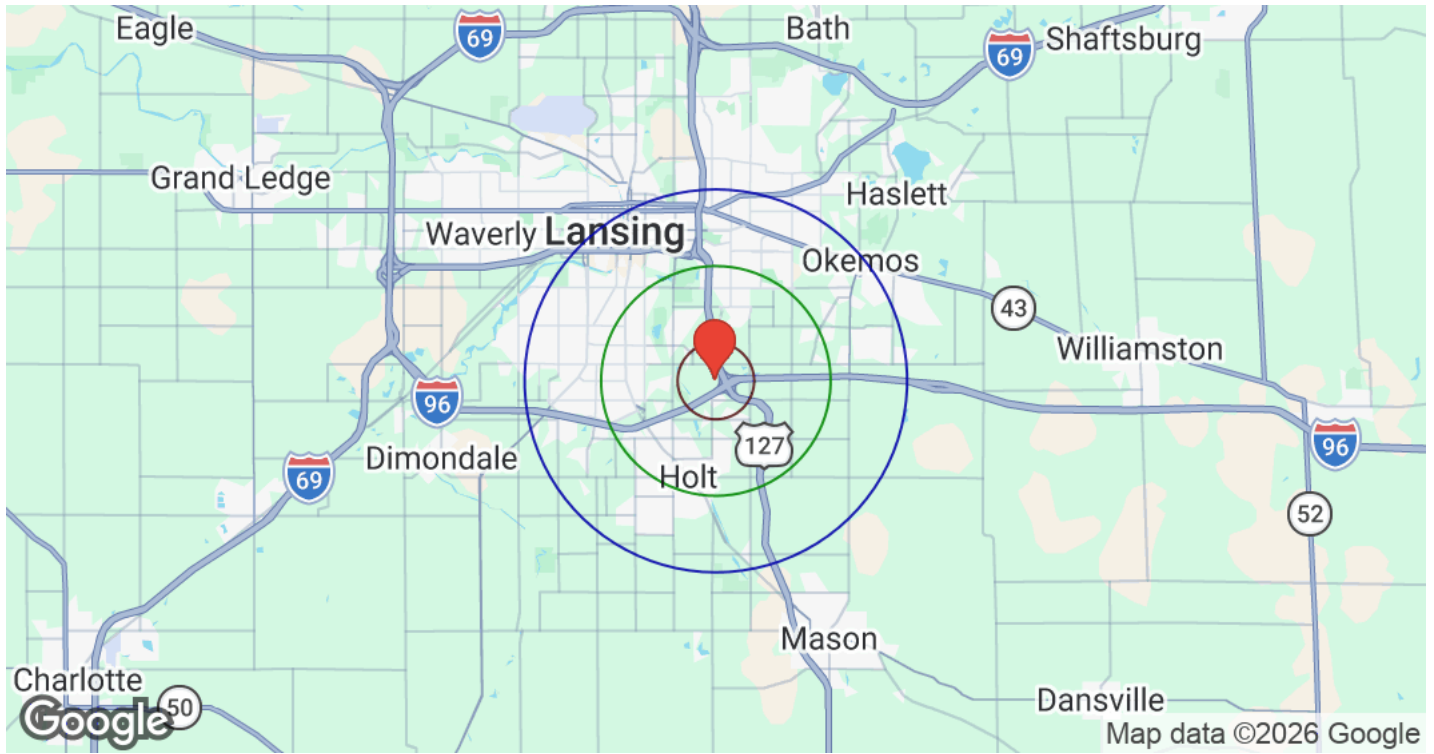 Eagle
69
Bath
Shaftsburg
69
Grand Ledge
Haslett
Waverly
Lansing
Okemos
43
Williamston
96
127
96
Dimondale
69
Holt
52
Mason
Charlotte
50
Dansville
Google
Map data ©2026 Google